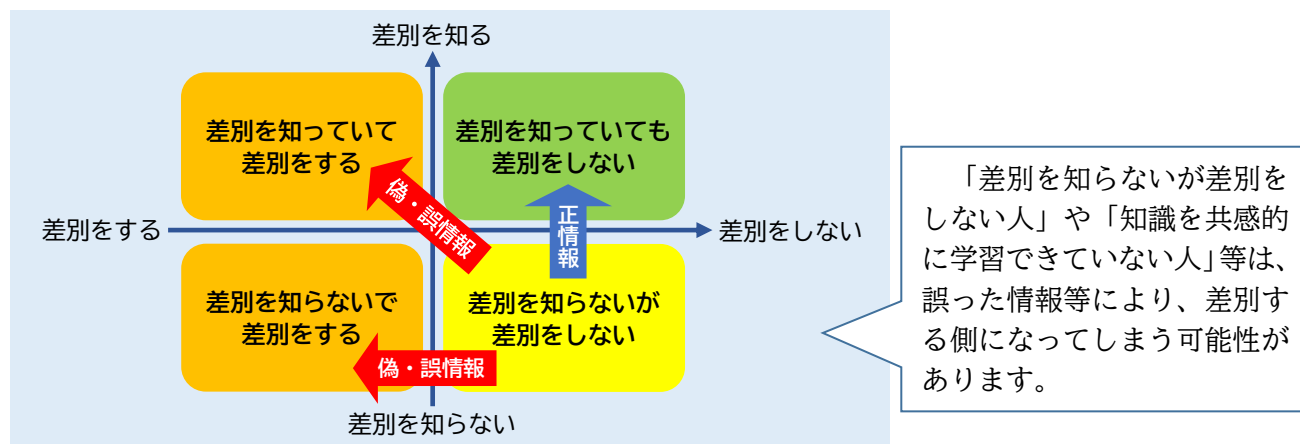 差別を知る
差別を知っていて
差別をする
差別を知っていても
差別をしない
偽・誤情報
正情報
差別をする
差別をしない
差別を知らないで
差別をする
差別を知らないが
差別をしない
偽・誤情報
差別を知らない
「差別を知らないが差別を
しない人」や「知識を共感的
に学習できていない人」等は、
誤った情報等により、差別す
る側になってしまう可能性が
あります。